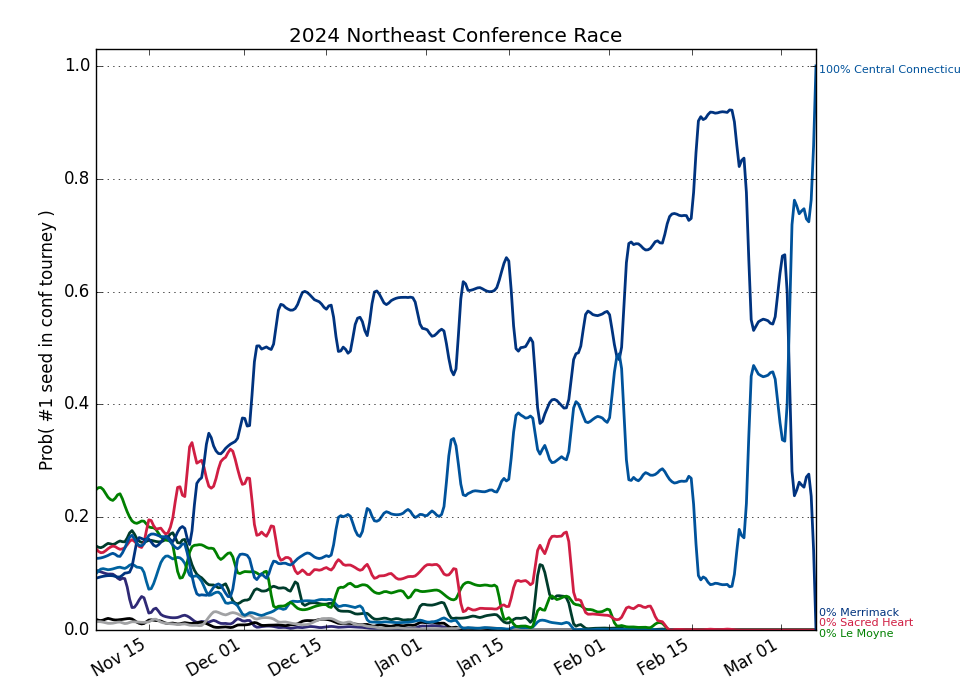 2024 Northeast Conference Race
Prob( #1 seed in conf tourney )
1.0
0.8
0.6
0.4
0.2
0.0
Nov 15
Dec 01
Dec 15
Jan 01
Jan 15
Feb 01
Feb 15
Mar 01
100% Central Connecticu
0% Merrimack
0% Sacred Heart
0% Le Moyne